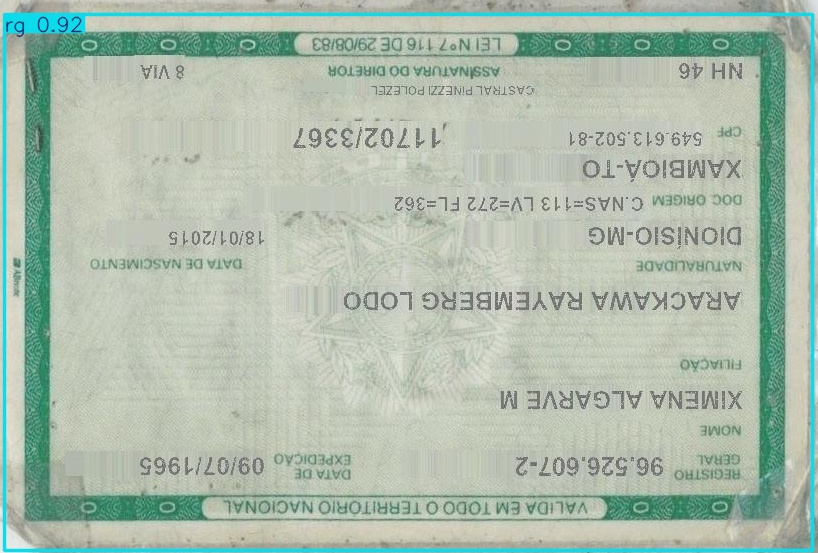 rg 0.92
VALIDA EM TODO O TERRITORIO NACIONAL
REGISTRO GERAL 96.526.607-2 DATA DE EXPEDIÇÃO 09/07/1965
NOME
XIMENA ALGARVE M
FILIAÇÃO
ARACKAWA RAYEMBERG LODO
NATURALIDADE DATA DE NASCIMENTO
DIONÍSIO-MG 18/01/2015
DOC ORIGEM C.NAS=113 LV=272 FL=362
XAMBIOÁ-TO
CPF 549.613.502-81 11702/3367
CASTRAL PINEZZI POLEZEL
NH 46 ASSINATURA DO DIRETOR 8 VIA
LEI Nº 7.116 DE 29/08/83